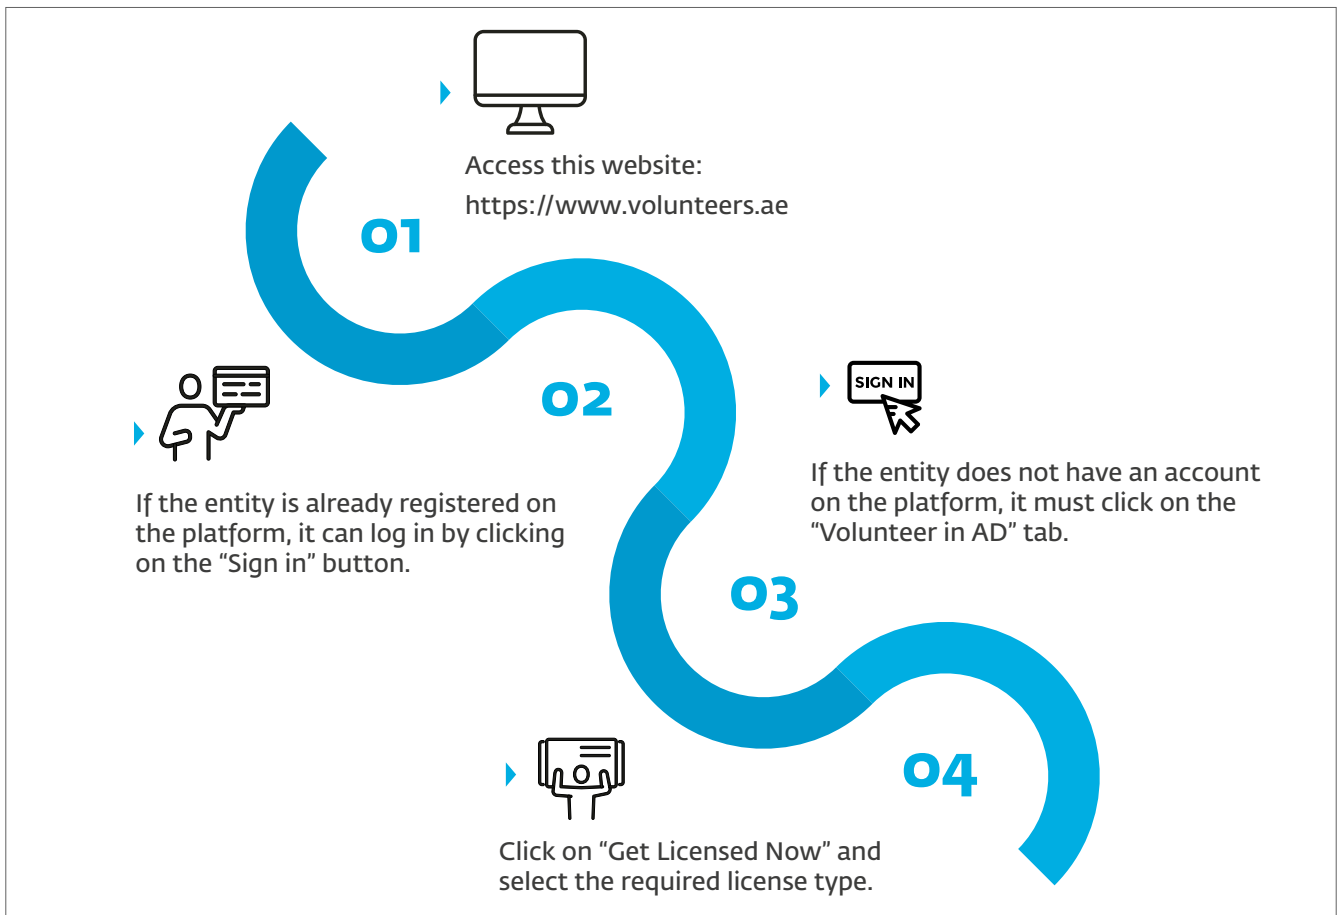 Access this website:
https://www.volunteers.ae
01
02
If the entity is already registered on
the platform, it can log in by clicking
on the “Sign in” button.
SIGN IN
If the entity does not have an account
on the platform, it must click on the
“Volunteer in AD” tab.
03
04
Click on “Get Licensed Now” and
select the required license type.